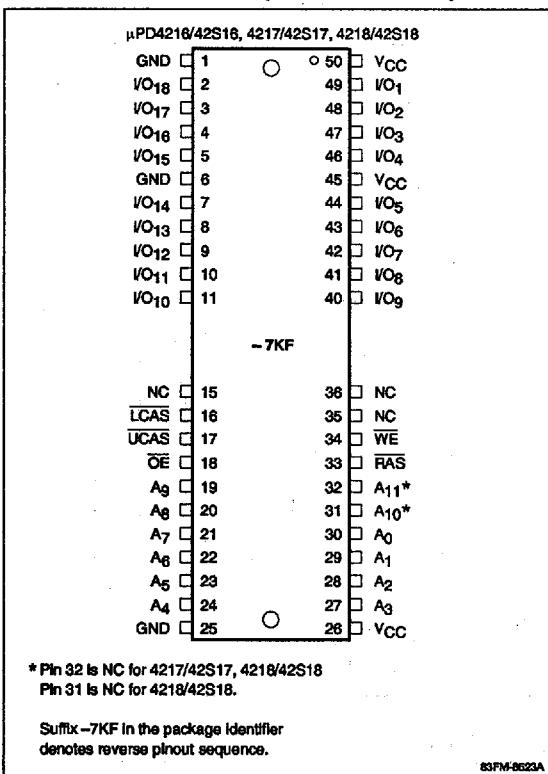 µPD4216/42S16, 4217/42S17, 4218/42S18
GND 1 50 VCC
I/O18 2 49 I/O1
I/O17 3 48 I/O2
I/O16 4 47 I/O3
I/O15 5 46 I/O4
GND 6 45 VCC
I/O14 7 44 I/O5
I/O13 8 43 I/O6
I/O12 9 42 I/O7
I/O11 10 41 I/O8
I/O10 11 40 I/O9
–7KF
NC 15 36 NC
LCAS 16 35 NC
UCAS 17 34 WE
OE 18 33 RAS
A9 19 32 A11*
A8 20 31 A10*
A7 21 30 A0
A6 22 29 A1
A5 23 28 A2
A4 24 27 A3
GND 25 26 VCC
* Pin 32 is NC for 4217/42S17, 4218/42S18
Pin 31 is NC for 4218/42S18.
Suffix –7KF in the package identifier
denotes reverse pinout sequence.
83FM-8623A